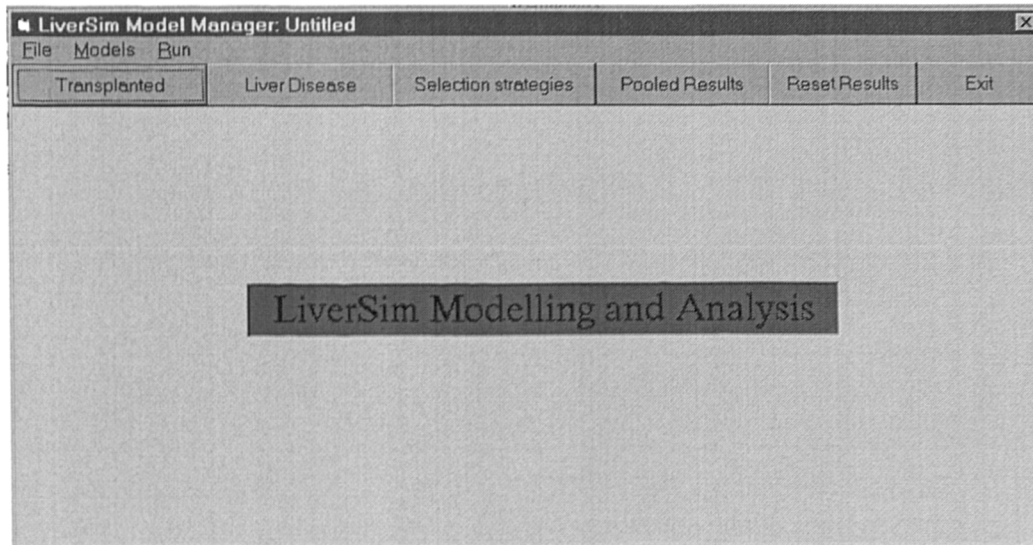 LiverSim Model Manager: Untitled
File Models Run
Transplanted Liver Disease Selection strategies Pooled Results Reset Results Exit
LiverSim Modelling and Analysis